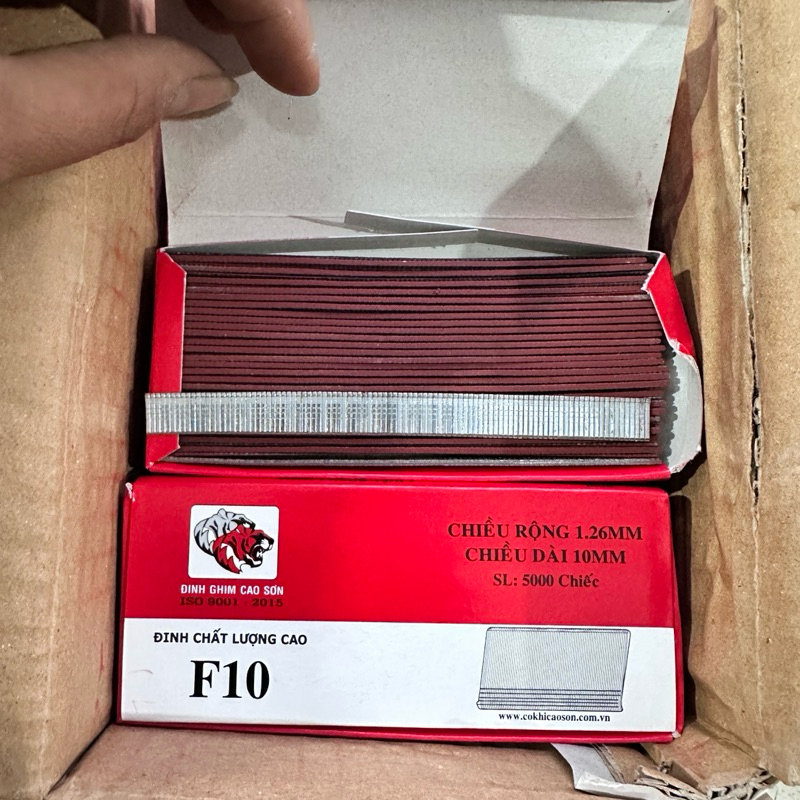 ĐINH GHIM CAO SƠN
ISO 9001 : 2015
CHIỀU RỘNG 1.26MM
CHIỀU DÀI 10MM
SL: 5000 Chiếc
ĐINH CHẤT LƯỢNG CAO
F10
www.cokhicaoson.com.vn